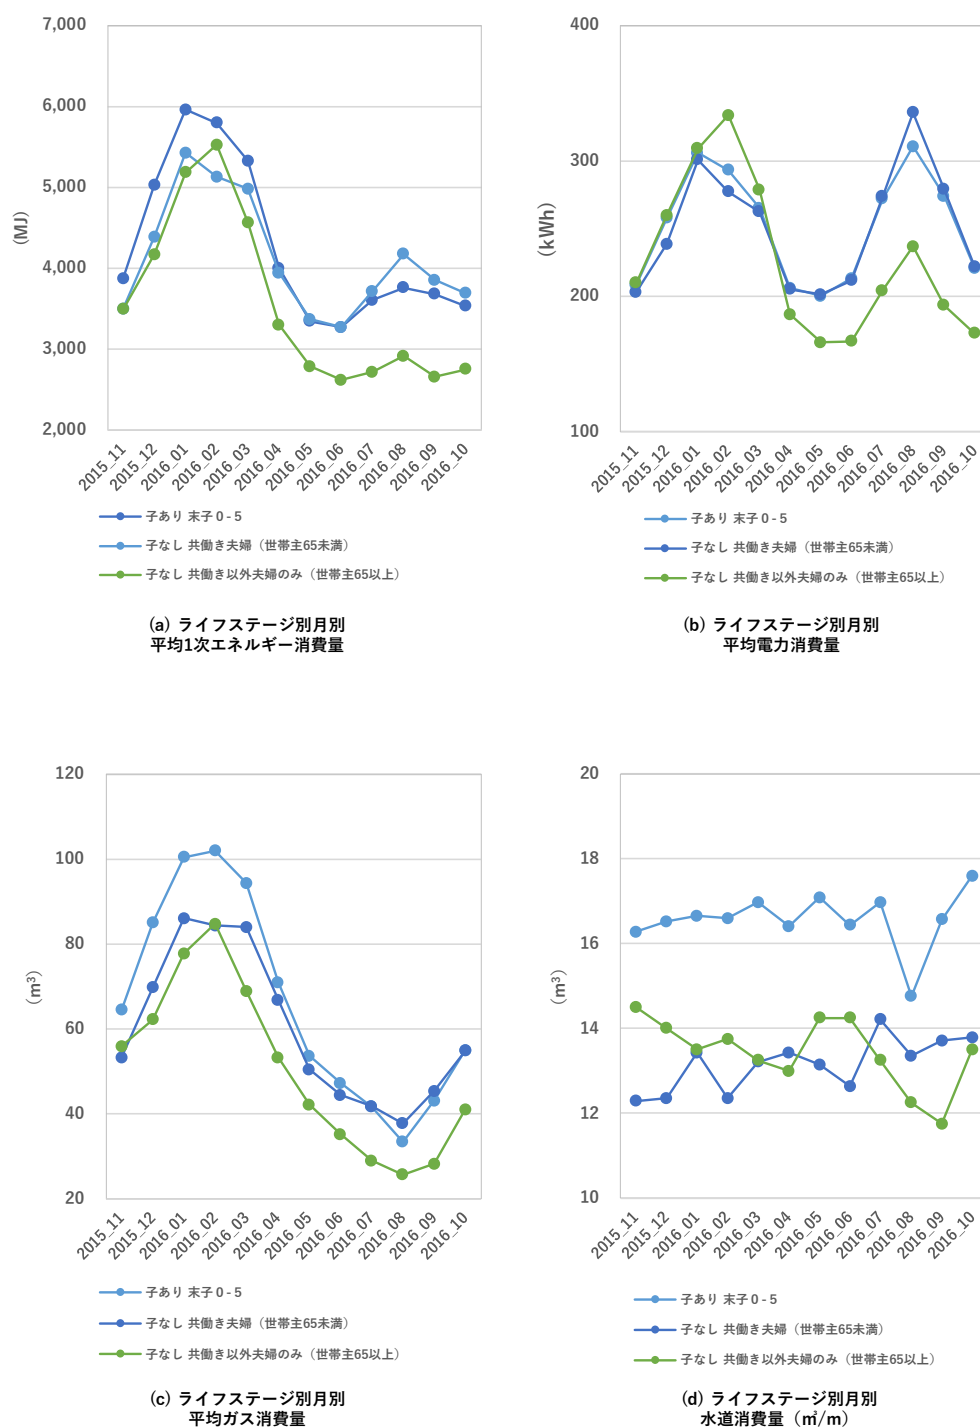 7,000
6,000
5,000
4,000
3,000
2,000
(MJ)
2015_11
2015_12
2016_01
2016_02
2016_03
2016_04
2016_05
2016_06
2016_07
2016_08
2016_09
2016_10
子あり 末子 0 - 5
子なし 共働き夫婦（世帯主65未満）
子なし 共働き以外夫婦のみ（世帯主65以上）
(a) ライフステージ別月別
平均1次エネルギー消費量
400
300
200
100
(kWh)
2015_11
2015_12
2016_01
2016_02
2016_03
2016_04
2016_05
2016_06
2016_07
2016_08
2016_09
2016_10
子あり 末子 0 - 5
子なし 共働き夫婦（世帯主65未満）
子なし 共働き以外夫婦のみ（世帯主65以上）
(b) ライフステージ別月別
平均電力消費量
120
100
80
60
40
20
（m³）
2015_11
2015_12
2016_01
2016_02
2016_03
2016_04
2016_05
2016_06
2016_07
2016_08
2016_09
2016_10
子あり 末子 0 - 5
子なし 共働き夫婦（世帯主65未満）
子なし 共働き以外夫婦のみ（世帯主65以上）
(c) ライフステージ別月別
平均ガス消費量
20
18
16
14
12
10
（m³）
2015_11
2015_12
2016_01
2016_02
2016_03
2016_04
2016_05
2016_06
2016_07
2016_08
2016_09
2016_10
子あり 末子 0 - 5
子なし 共働き夫婦（世帯主65未満）
子なし 共働き以外夫婦のみ（世帯主65以上）
(d) ライフステージ別月別
水道消費量（㎥/m）